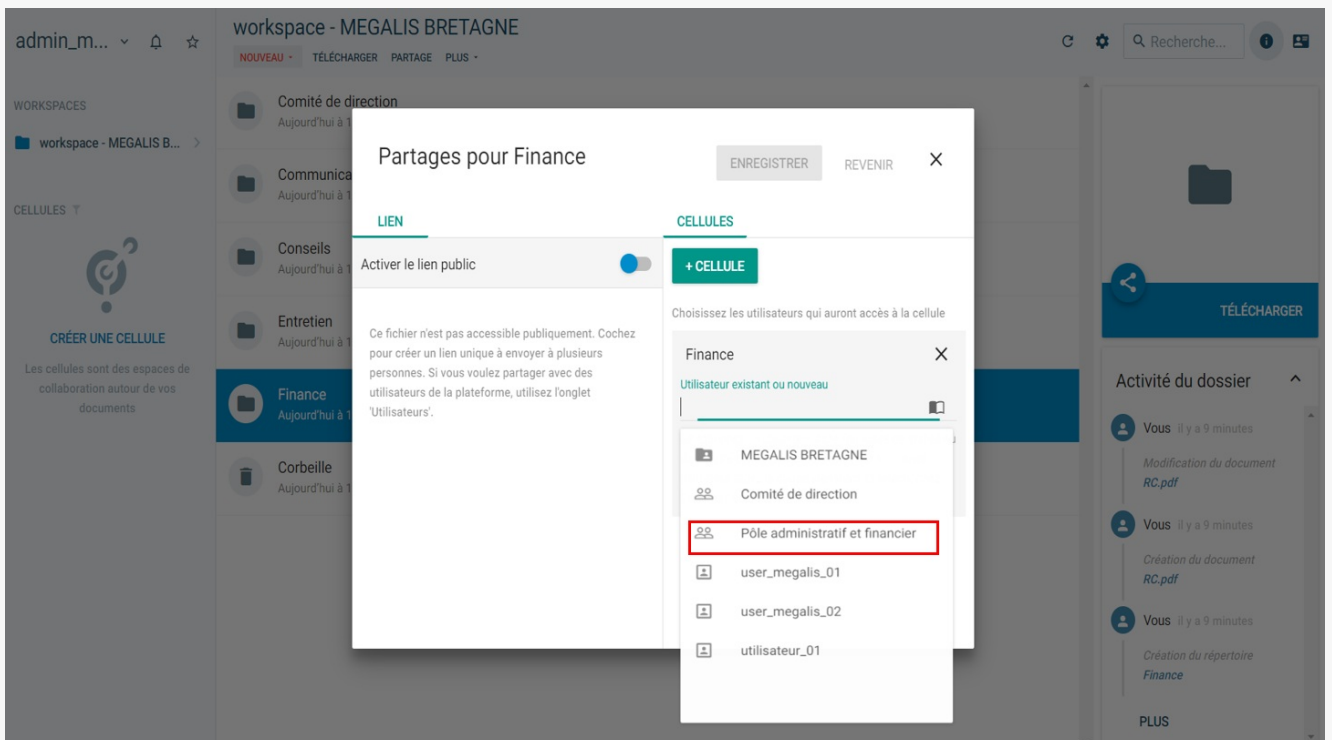 admin_m...
WORKSPACES
workspace - MEGALIS B...
CELLULES
CRÉER UNE CELLULE
Les cellules sont des espaces de
collaboration autour de vos
documents
workspace - MEGALIS BRETAGNE
NOUVEAU TÉLÉCHARGER PARTAGE PLUS
Recherche...
Comité de direction
Aujourd'hui à 1
Communica
Aujourd'hui à 1
Conseils
Aujourd'hui à 1
Entretien
Aujourd'hui à 1
Finance
Aujourd'hui à 1
Corbeille
Aujourd'hui à 1
Partages pour Finance
ENREGISTRER REVENIR
LIEN
Activer le lien public
Ce fichier n'est pas accessible publiquement. Cochez
pour créer un lien unique à envoyer à plusieurs
personnes. Si vous voulez partager avec des
utilisateurs de la plateforme, utilisez l'onglet
'Utilisateurs'.
CELLULES
+ CELLULE
Choisissez les utilisateurs qui auront accès à la cellule
Finance
Utilisateur existant ou nouveau
MEGALIS BRETAGNE
Comité de direction
Pôle administratif et financier
user_megalis_01
user_megalis_02
utilisateur_01
TÉLÉCHARGER
Activité du dossier
Vous il y a 9 minutes
Modification du document
RC.pdf
Vous il y a 9 minutes
Création du document
RC.pdf
Vous il y a 9 minutes
Création du répertoire
Finance
PLUS